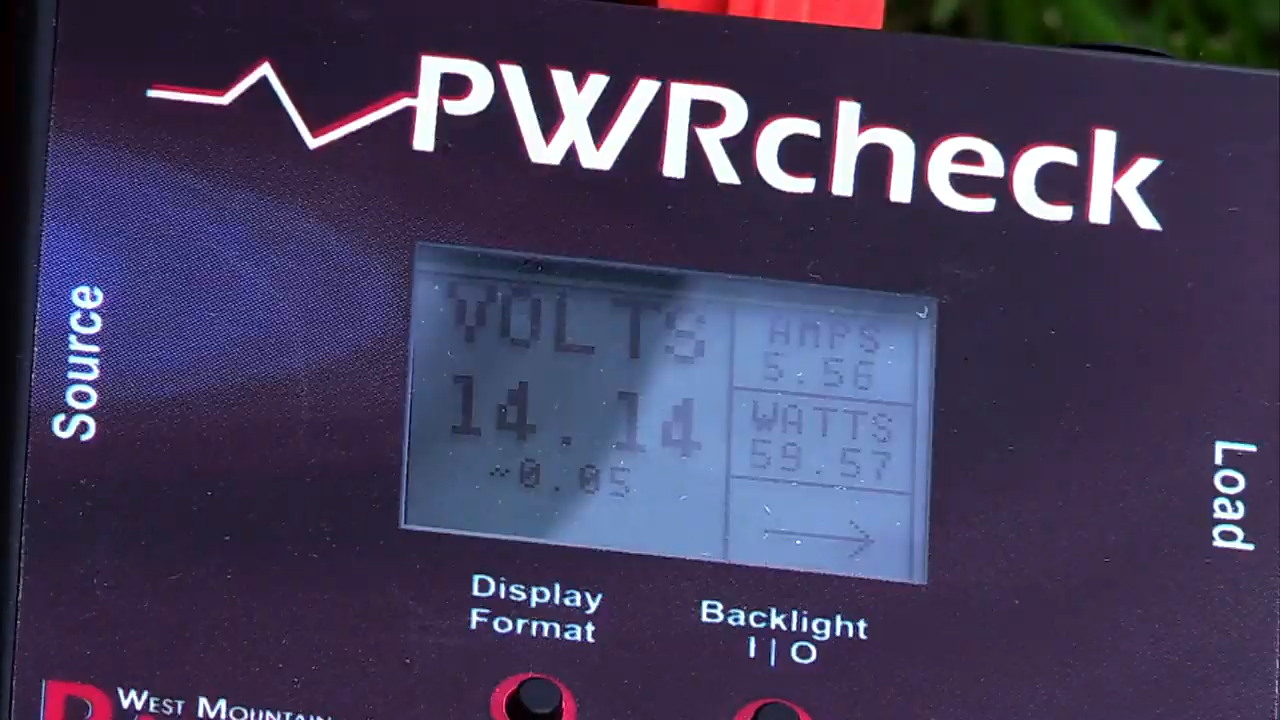 PWRcheck
Source
VOLTS
14.14
~0.05
AMPS
5.56
WATTS
59.57
Load
Display
Format
Backlight
I | O
WEST MOUNTAIN